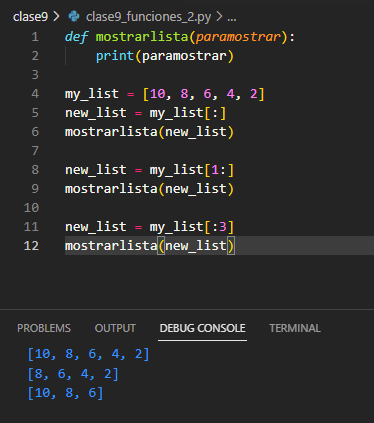 clase9 > clase9_funciones_2.py > ...
1 def mostrarlista(paramostrar):
2     print(paramostrar)
3
4 my_list = [10, 8, 6, 4, 2]
5 new_list = my_list[:]
6 mostrarlista(new_list)
7
8 new_list = my_list[1:]
9 mostrarlista(new_list)
10
11 new_list = my_list[:3]
12 mostrarlista(new_list)
PROBLEMS OUTPUT DEBUG CONSOLE TERMINAL
[10, 8, 6, 4, 2]
[8, 6, 4, 2]
[10, 8, 6]